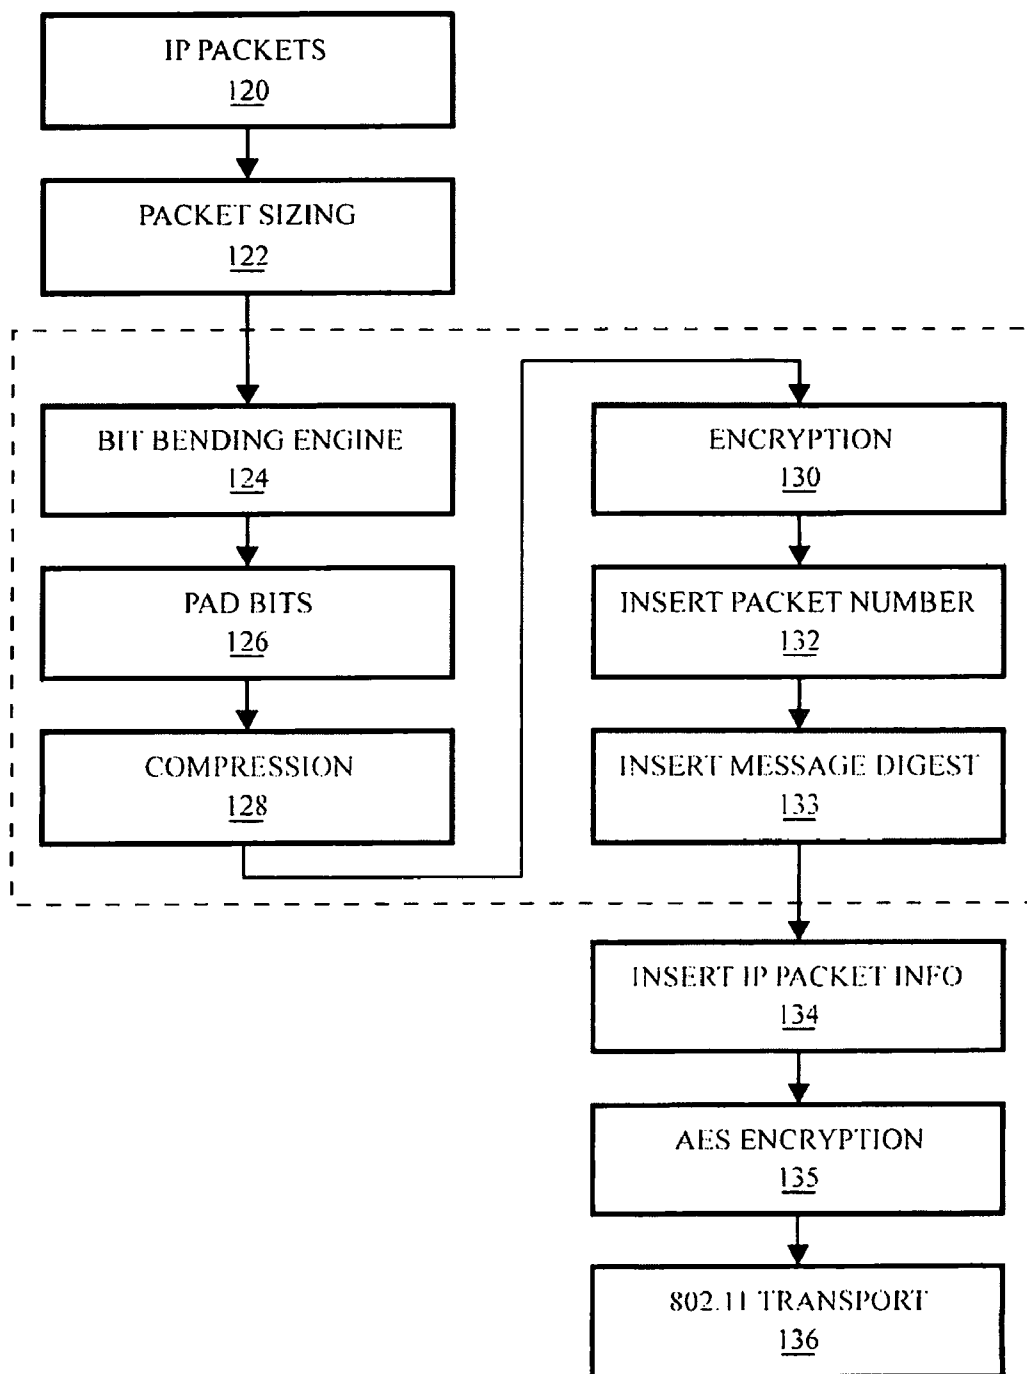 IP PACKETS
120
PACKET SIZING
122
BIT BENDING ENGINE
124
PAD BITS
126
COMPRESSION
128
ENCRYPTION
130
INSERT PACKET NUMBER
132
INSERT MESSAGE DIGEST
133
INSERT IP PACKET INFO
134
AES ENCRYPTION
135
802.11 TRANSPORT
136